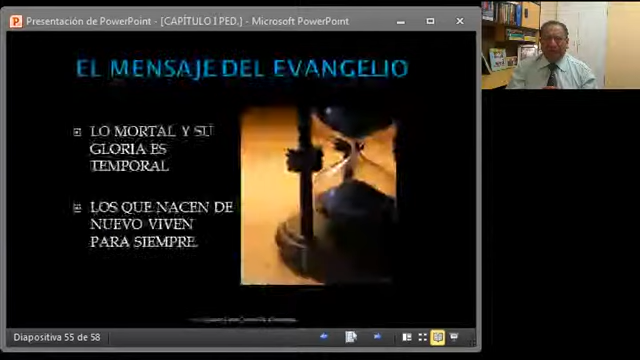 Presentación de PowerPoint - [CAPÍTULO I PED.] - Microsoft PowerPoint
EL MENSAJE DEL EVANGELIO
LO MORTAL Y SU
GLORIA ES
TEMPORAL
LOS QUE NACEN DE
NUEVO VIVEN
PARA SIEMPRE
Diapositiva 55 de 58